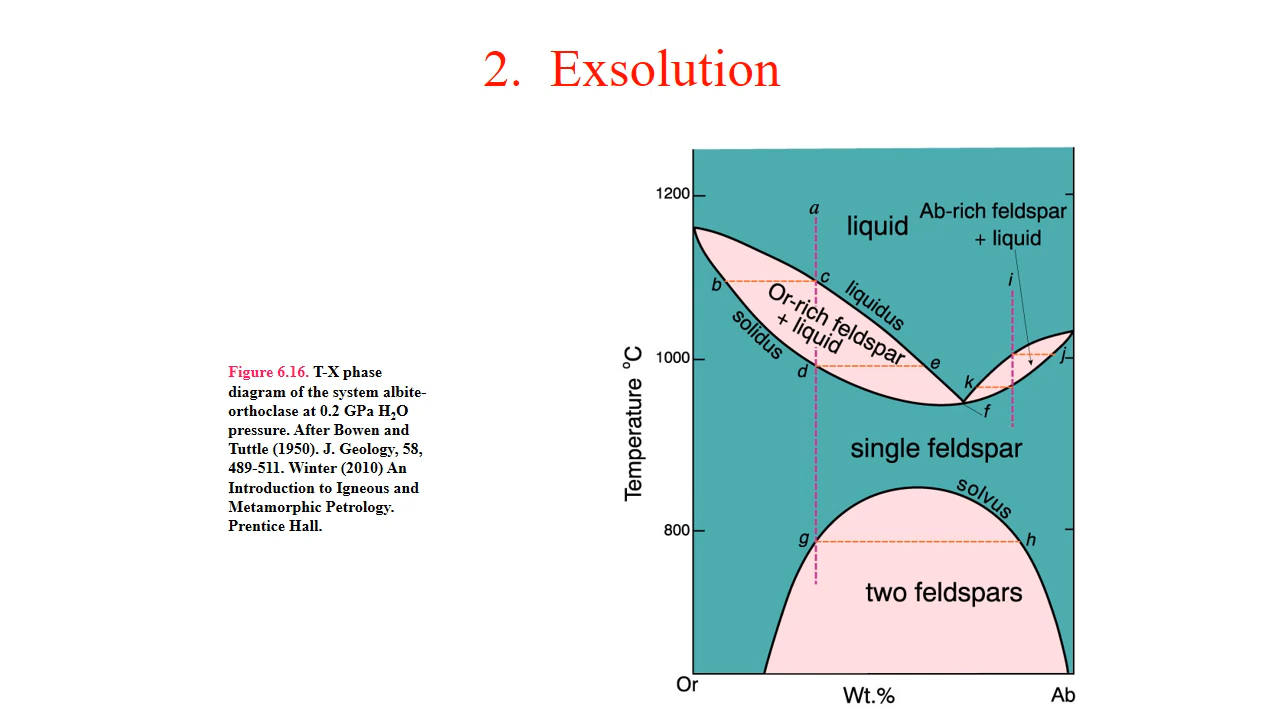 2. Exsolution
Figure 6.16. T-X phase
diagram of the system albite-
orthoclase at 0.2 GPa H2O
pressure. After Bowen and
Tuttle (1950). J. Geology, 58,
489-511. Winter (2010) An
Introduction to Igneous and
Metamorphic Petrology.
Prentice Hall.
1200
a
liquid
Ab-rich feldspar
+ liquid
i
b
c
liquidus
Or-rich feldspar
+ liquid
solidus
1000
d
e
j
k
f
Temperature °C
single feldspar
solvus
800
g
h
two feldspars
Or
Wt.%
Ab